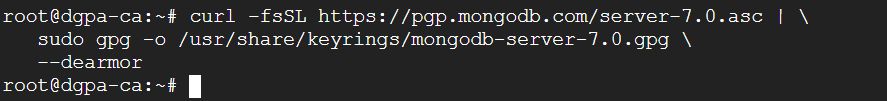 root@dgpa-ca:~# curl -fsSL https://pgp.mongodb.com/server-7.0.asc | \
sudo gpg -o /usr/share/keyrings/mongodb-server-7.0.gpg \
--dearmor
root@dgpa-ca:~#